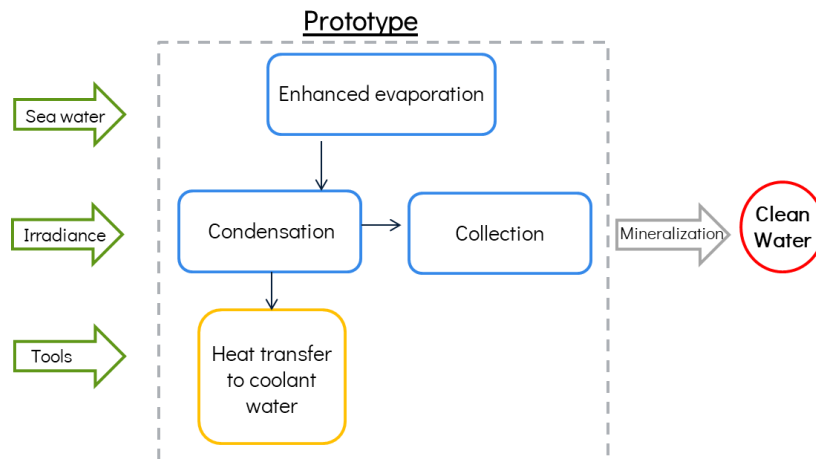 Prototype
Enhanced evaporation
Sea water
Irradiance
Condensation
Collection
Mineralization
Clean
Water
Tools
Heat transfer
to coolant
water